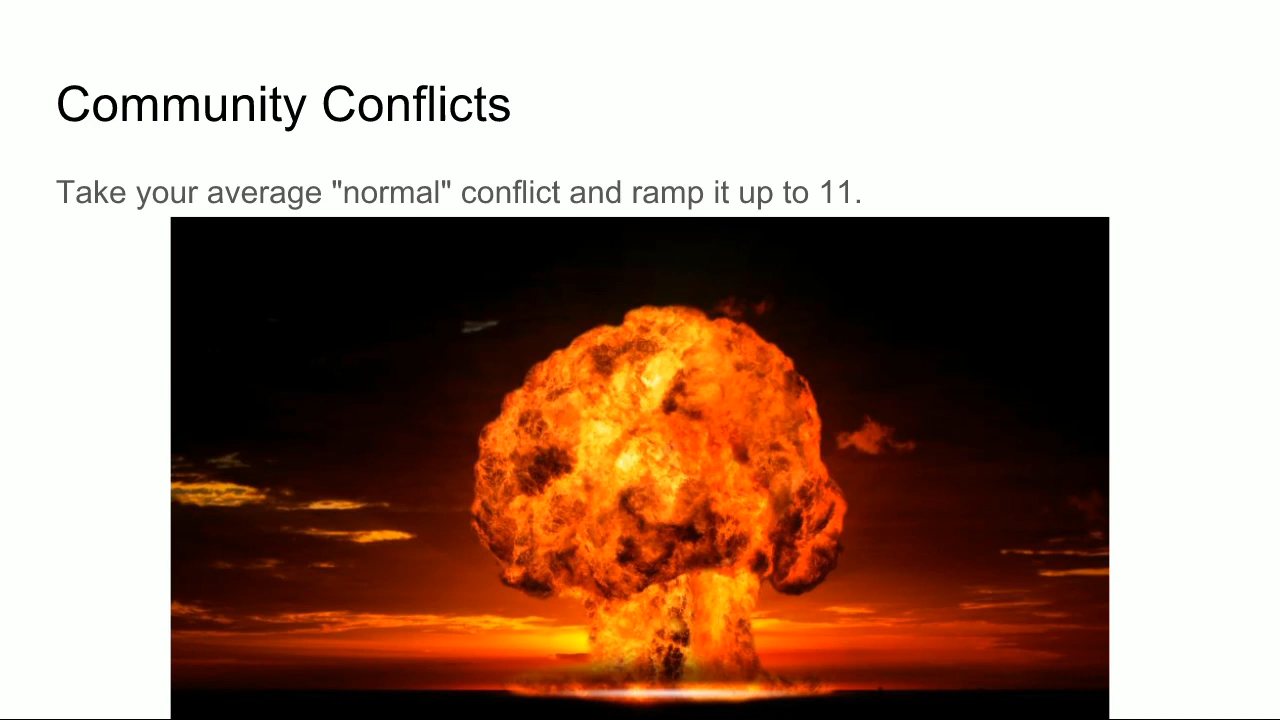 Community Conflicts
Take your average "normal" conflict and ramp it up to 11.